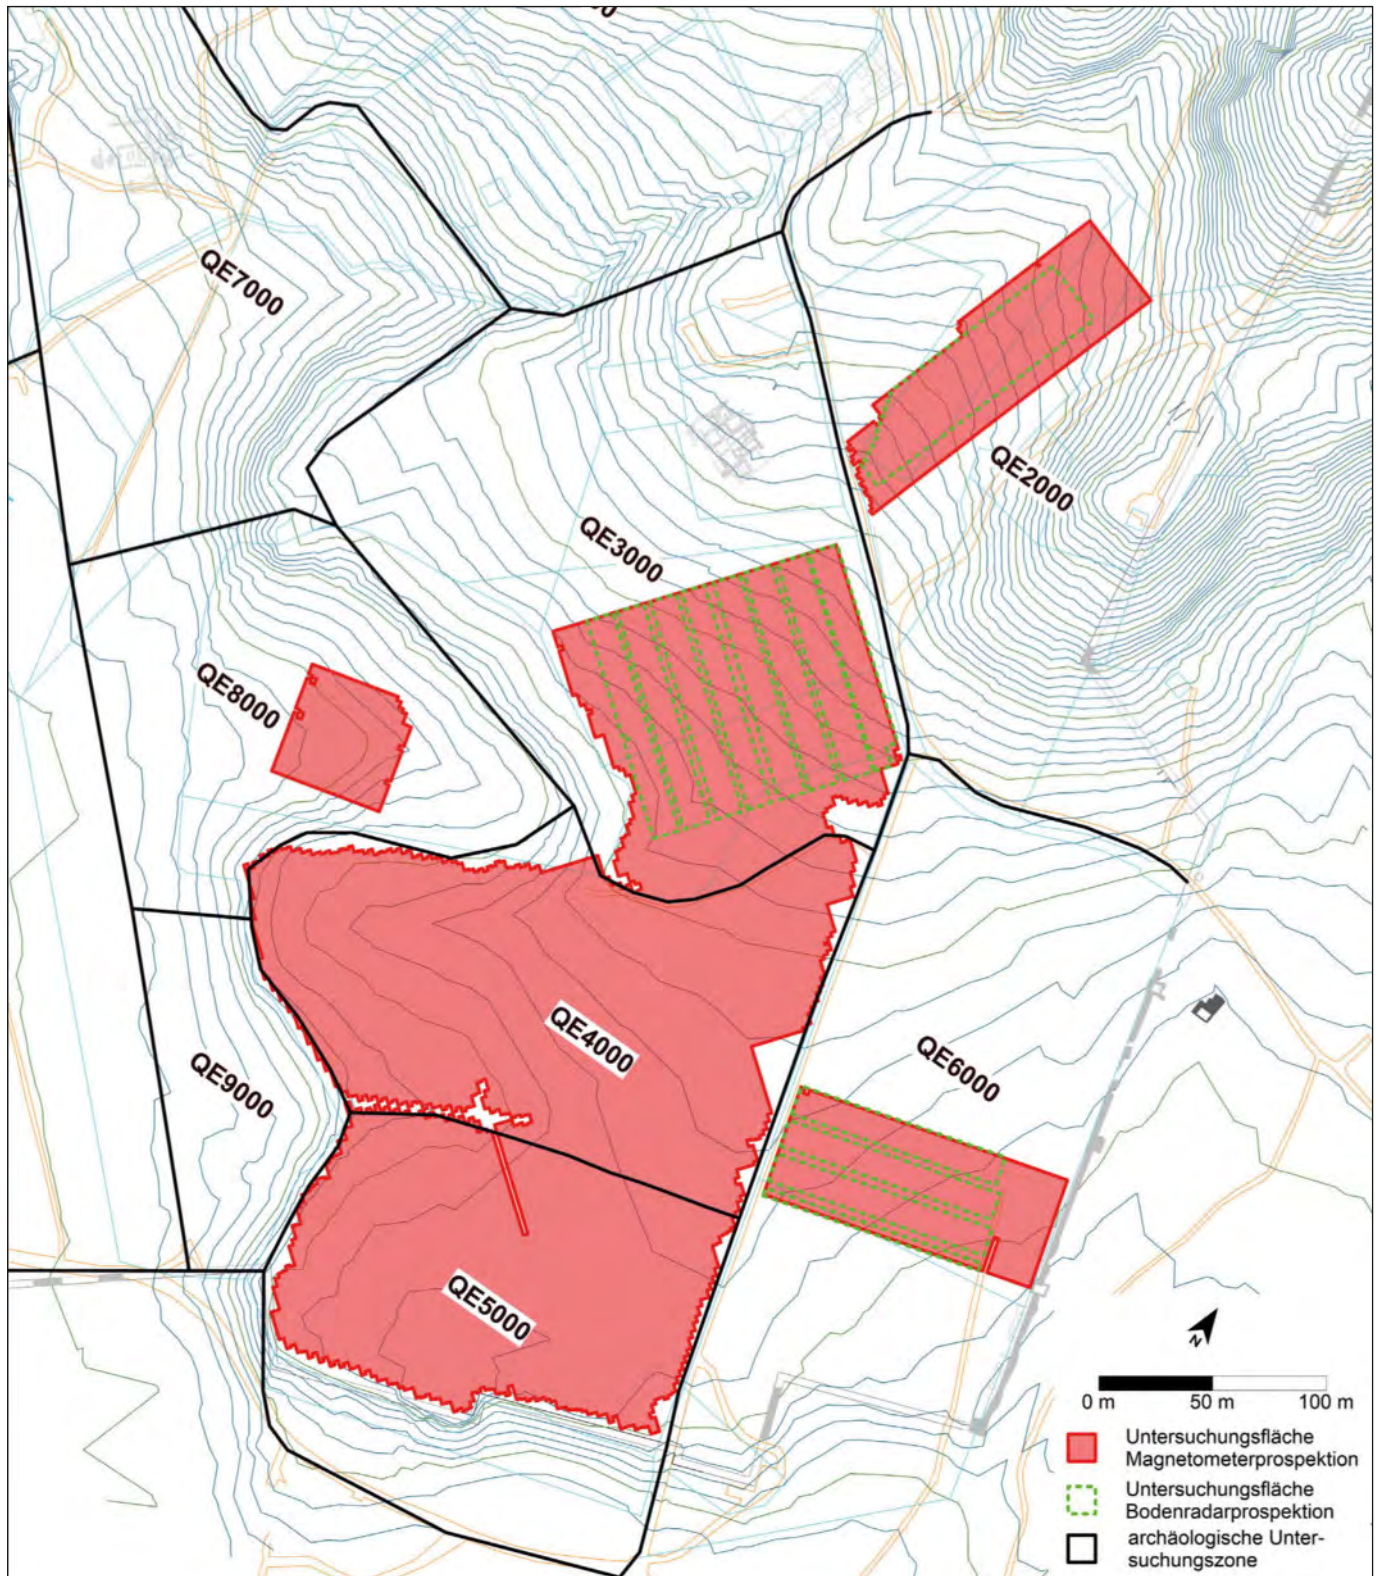 QE7000
QE2000
QE3000
QE8000
QE4000
QE9000
QE6000
QE5000
N
0 m 50 m 100 m
Untersuchungsfläche
Magnetometerprospektion
Untersuchungsfläche
Bodenradarprospektion
archäologische Unter-
suchungszone